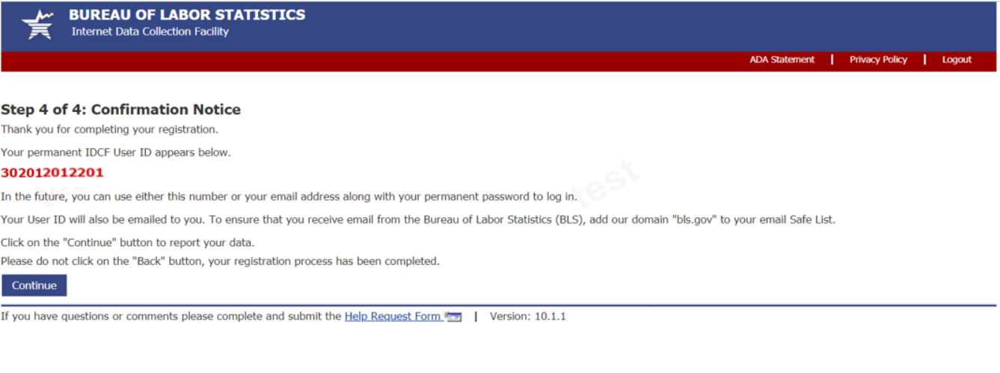 BUREAU OF LABOR STATISTICS
Internet Data Collection Facility
ADA Statement | Privacy Policy | Logout
Step 4 of 4: Confirmation Notice
Thank you for completing your registration.
Your permanent IDCF User ID appears below.
302012012201
In the future, you can use either this number or your email address along with your permanent password to log in.
test
Your User ID will also be emailed to you. To ensure that you receive email from the Bureau of Labor Statistics (BLS), add our domain "bls.gov" to your email Safe List.
Click on the "Continue" button to report your data.
Please do not click on the "Back" button, your registration process has been completed.
Continue
If you have questions or comments please complete and submit the Help Request Form | Version: 10.1.1